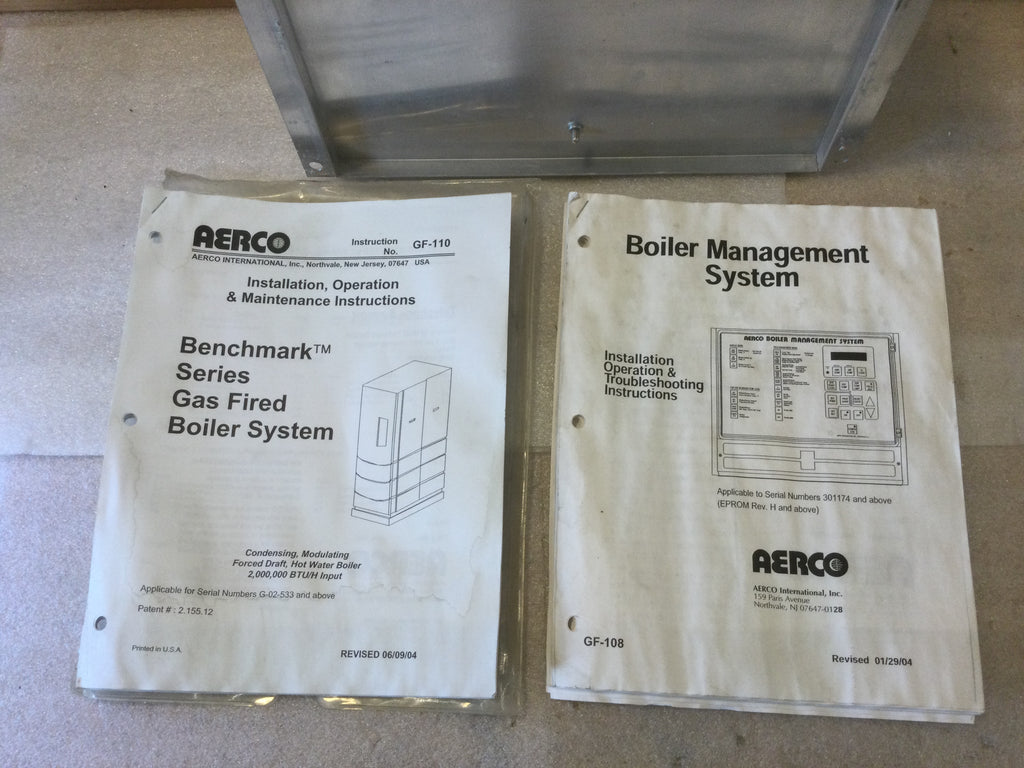 AERCO
Instruction No. GF-110
AERCO INTERNATIONAL, Inc., Northvale, New Jersey, 07647 USA
Installation, Operation
& Maintenance Instructions
Benchmark™
Series
Gas Fired
Boiler System
Condensing, Modulating
Forced Draft, Hot Water Boiler
2,000,000 BTU/H Input
Applicable for Serial Numbers G-02-533 and above
Patent # : 2.155.12
Printed in U.S.A.
REVISED 06/09/04
Boiler Management
System
Installation
Operation &
Troubleshooting
Instructions
AERCO BOILER MANAGEMENT SYSTEM
Applicable to Serial Numbers 301174 and above
(EPROM Rev. H and above)
AERCO
AERCO International, Inc.
159 Paris Avenue
Northvale, NJ 07647-0128
GF-108
Revised 01/29/04